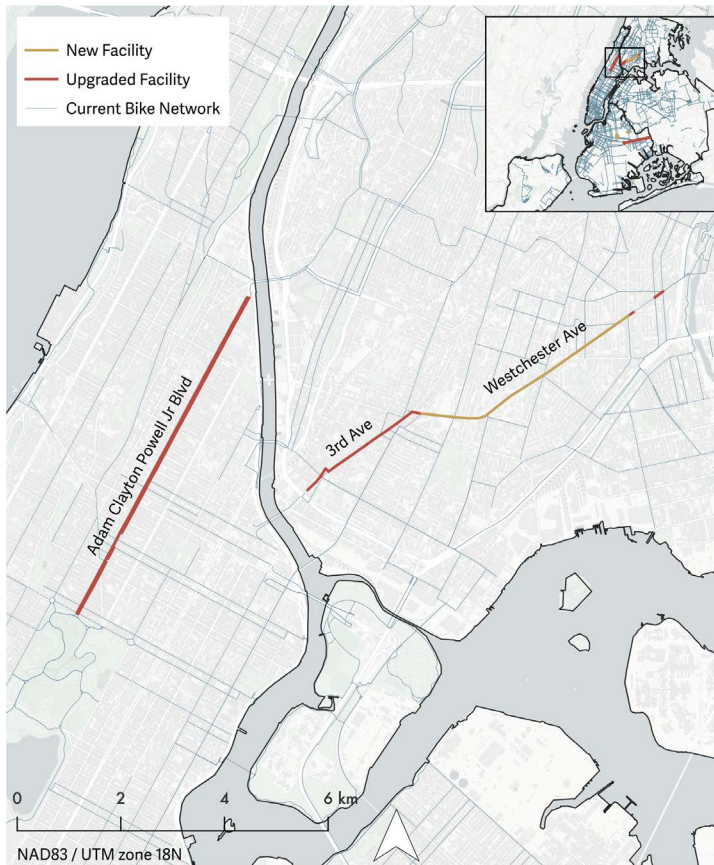 New Facility
Upgraded Facility
Current Bike Network
Westchester Ave
Adam Clayton Powell Jr Blvd
3rd Ave
0 2 4 6 km
NAD83 / UTM zone 18N